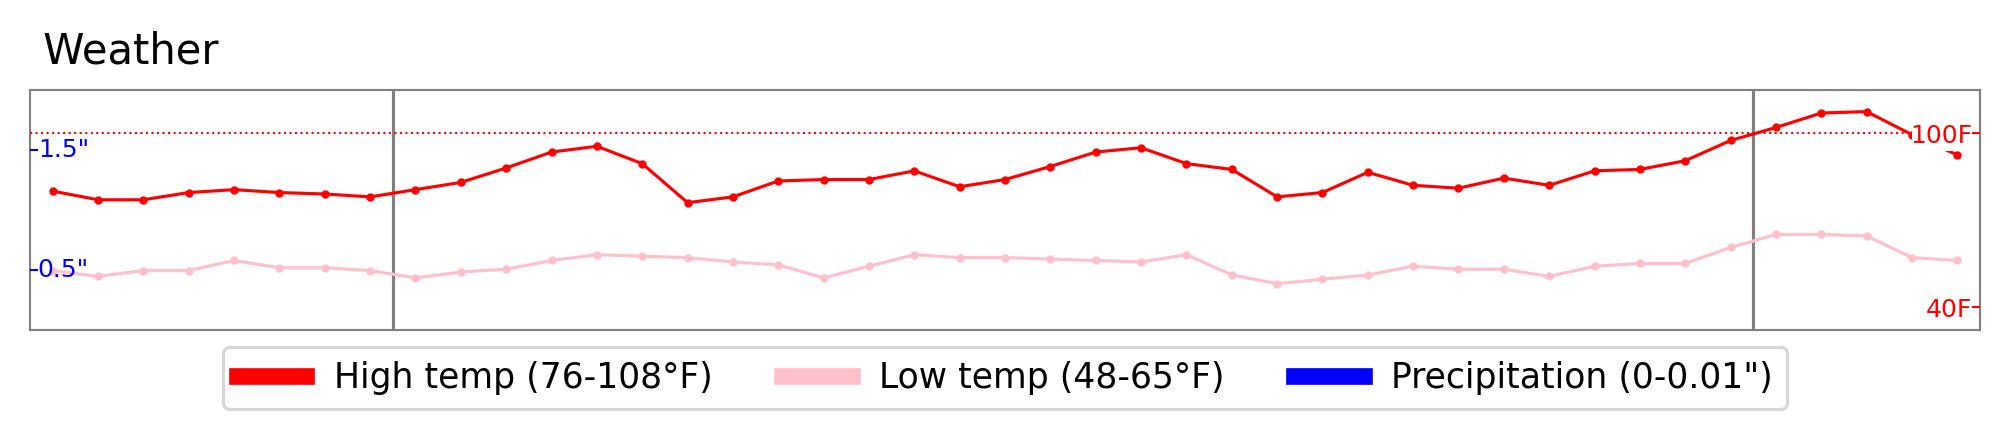 Weather
1.5"
100F
0.5"
40F
High temp (76-108°F) Low temp (48-65°F) Precipitation (0-0.01")